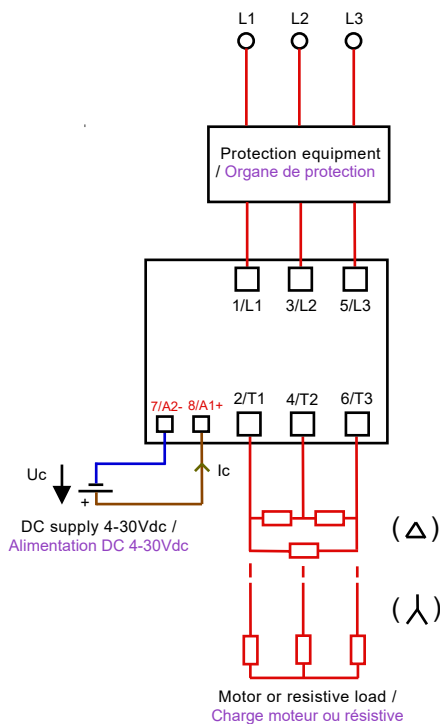 L1 L2 L3
Protection equipment
/ Organe de protection
1/L1 3/L2 5/L3
7/A2- 8/A1+ 2/T1 4/T2 6/T3
Uc Ic
+
DC supply 4-30Vdc /
Alimentation DC 4-30Vdc
(Δ)
(⅄)
Motor or resistive load /
Charge moteur ou résistive